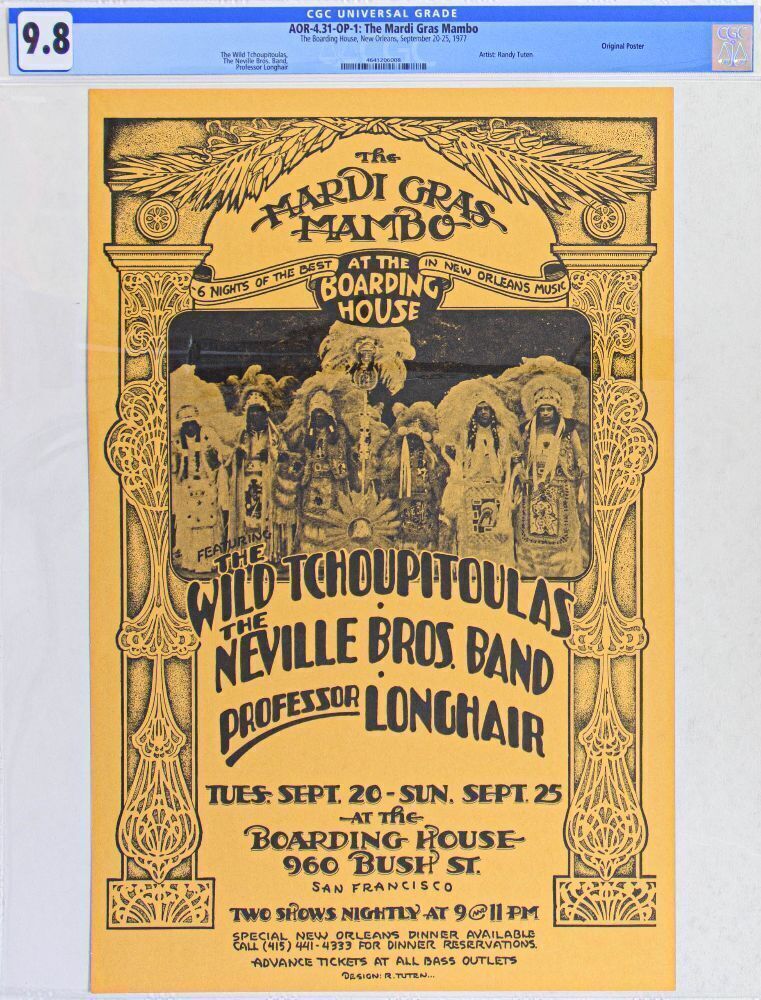 CGC UNIVERSAL GRADE
9.8
AOR-4.31-OP-1: The Mardi Gras Mambo
The Boarding House, New Orleans, September 20-25, 1977
The Wild Tchoupitoulas,
The Neville Bros. Band,
Professor Longhair
4641206008
Artist: Randy Tuten
Original Poster
CGC
The
MARDI GRAS
MAMBO
6 NIGHTS OF THE BEST
AT THE
BOARDING
HOUSE
IN NEW ORLEANS MUSIC
FEATURING
THE
WILD TCHOUPITOULAS
THE
NEVILLE BROS. BAND
PROFESSOR LONGHAIR
TUES. SEPT. 20 - SUN. SEPT. 25
AT THE
BOARDING HOUSE
960 BUSH ST.
SAN FRANCISCO
TWO SHOWS NIGHTLY AT 9 and 11 PM
SPECIAL NEW ORLEANS DINNER AVAILABLE
CALL (415) 441-4333 FOR DINNER RESERVATIONS.
ADVANCE TICKETS AT ALL BASS OUTLETS
DESIGN: R. TUTEN...